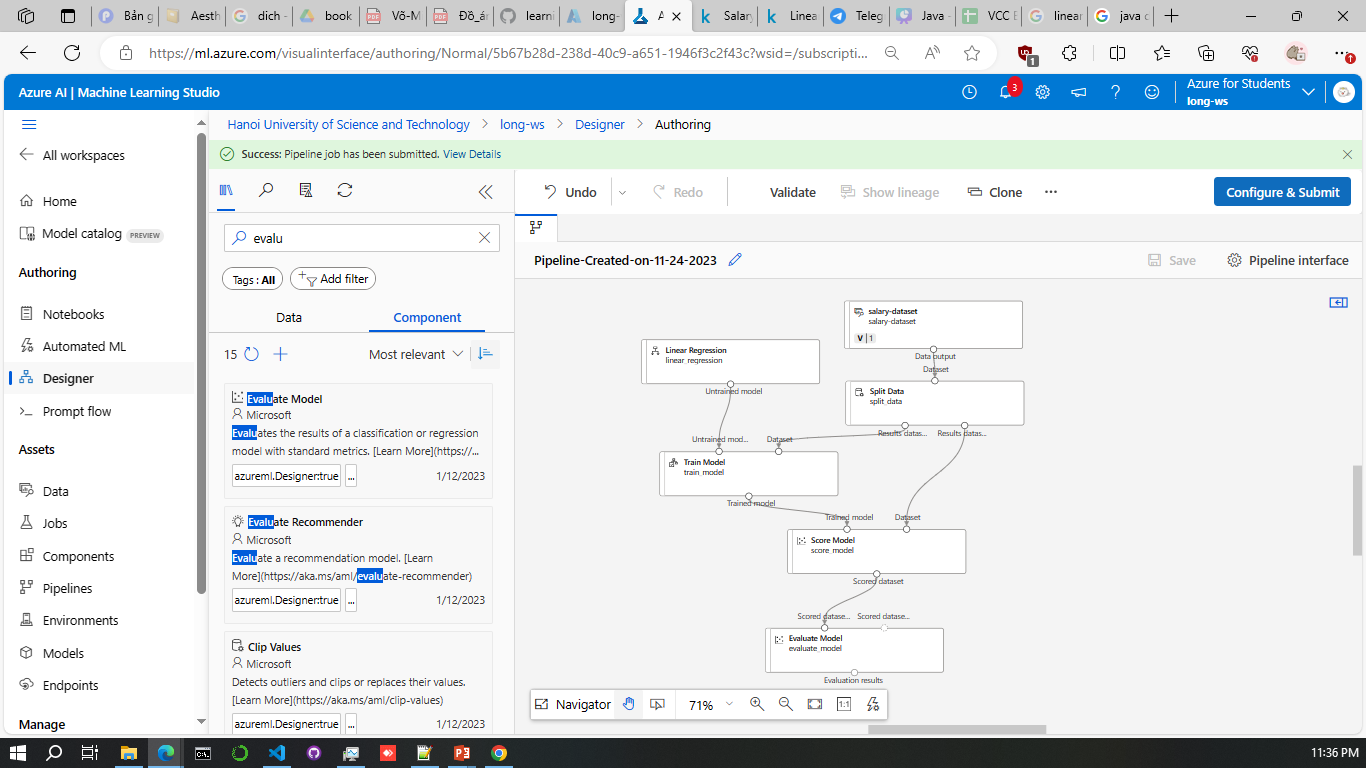 Bản g
Aesth
dich -
book
Võ-M
Đồ_án
learni
long-
A
Salary
Linea
Teleg
Java -
VCC B
linear
java c
https://ml.azure.com/visualinterface/authoring/Normal/5b67b28d-238d-40c9-a651-1946f3c2f43c?wsid=/subscripti...
1
Azure AI | Machine Learning Studio
3
Azure for Students
long-ws
All workspaces
Home
Model catalog PREVIEW
Authoring
Notebooks
Automated ML
Designer
Prompt flow
Assets
Data
Jobs
Components
Pipelines
Environments
Models
Endpoints
Manage
Hanoi University of Science and Technology > long-ws > Designer > Authoring
Success: Pipeline job has been submitted. View Details
evalu
Tags : All
Add filter
Data
Component
15
Most relevant
Evaluate Model
Microsoft
Evaluates the results of a classification or regression
model with standard metrics. [Learn More](https://...
azureml.Designer:true ... 1/12/2023
Evaluate Recommender
Microsoft
Evaluate a recommendation model. [Learn
More](https://aka.ms/aml/evaluate-recommender)
azureml.Designer:true ... 1/12/2023
Clip Values
Microsoft
Detects outliers and clips or replaces their values.
[Learn More](https://aka.ms/aml/clip-values)
azureml.Designer:true ... 1/12/2023
Undo
Redo
Validate
Show lineage
Clone
...
Configure & Submit
Pipeline-Created-on-11-24-2023
Save
Pipeline interface
salary-dataset
salary-dataset
V | 1
Data output
Dataset
Linear Regression
linear_regression
Untrained model
Split Data
split_data
Results datas...
Results datas...
Untrained mod...
Dataset
Train Model
train_model
Trained model
Trained model
Dataset
Score Model
score_model
Scored dataset
Scored datase...
Scored datase...
Evaluate Model
evaluate_model
Evaluation results
Navigator
71%
1:1
11:36 PM